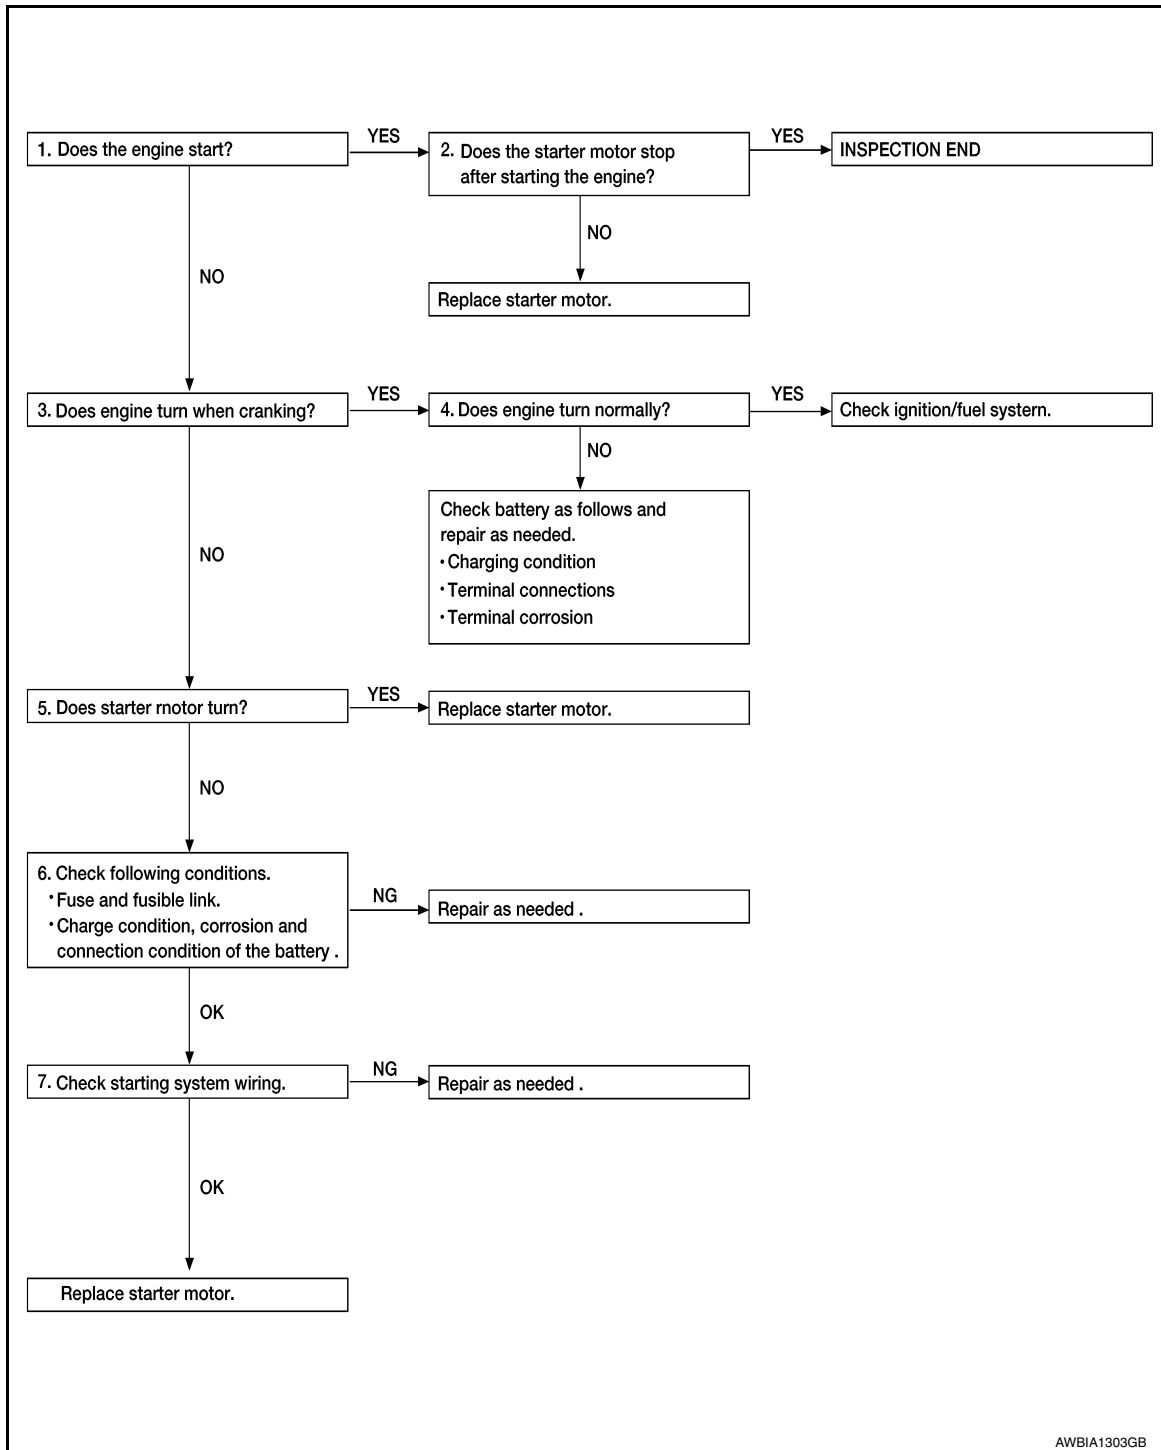 1. Does the engine start?
YES
2. Does the starter motor stop
after starting the engine?
YES
INSPECTION END
NO
NO
Replace starter motor.
3. Does engine turn when cranking?
YES
4. Does engine turn normally?
YES
Check ignition/fuel systern.
NO
NO
Check battery as follows and
repair as needed.
• Charging condition
• Terminal connections
• Terminal corrosion
5. Does starter rnotor turn?
YES
Replace starter motor.
NO
6. Check following conditions.
• Fuse and fusible link.
• Charge condition, corrosion and
connection condition of the battery .
NG
Repair as needed .
OK
7. Check starting system wiring.
NG
Repair as needed .
OK
Replace starter motor.
AWBIA1303GB